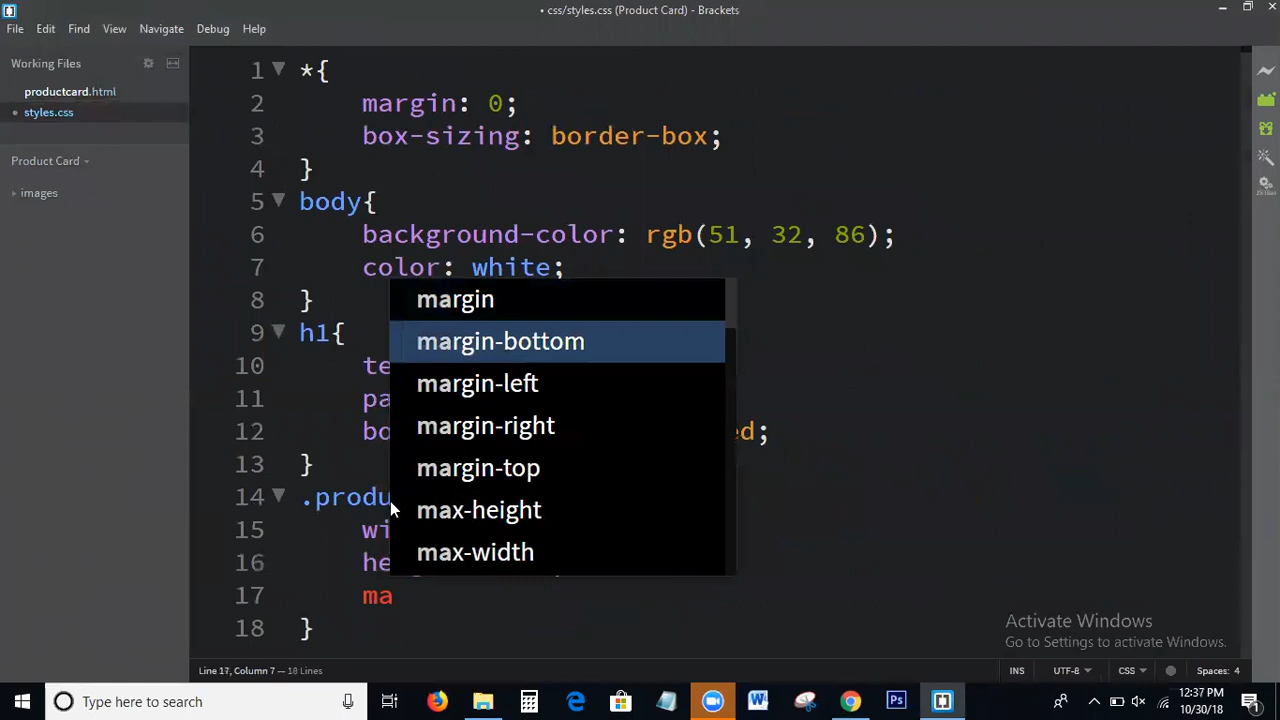 • css/styles.css (Product Card) - Brackets
File Edit Find View Navigate Debug Help
Working Files
productcard.html
styles.css
Product Card
images
1 *{
2 margin: 0;
3 box-sizing: border-box;
4 }
5 body{
6 background-color: rgb(51, 32, 86);
7 color: white;
8 }
9 h1{
10 te
11 pa
12 bo ed;
13 }
14 .produ
15 wi
16 he
17 ma
18 }
margin
margin-bottom
margin-left
margin-right
margin-top
max-height
max-width
Activate Windows
Go to Settings to activate Windows.
Line 17, Column 7 — 18 Lines
INS UTF-8 CSS Spaces: 4
Type here to search
12:37 PM
10/30/18